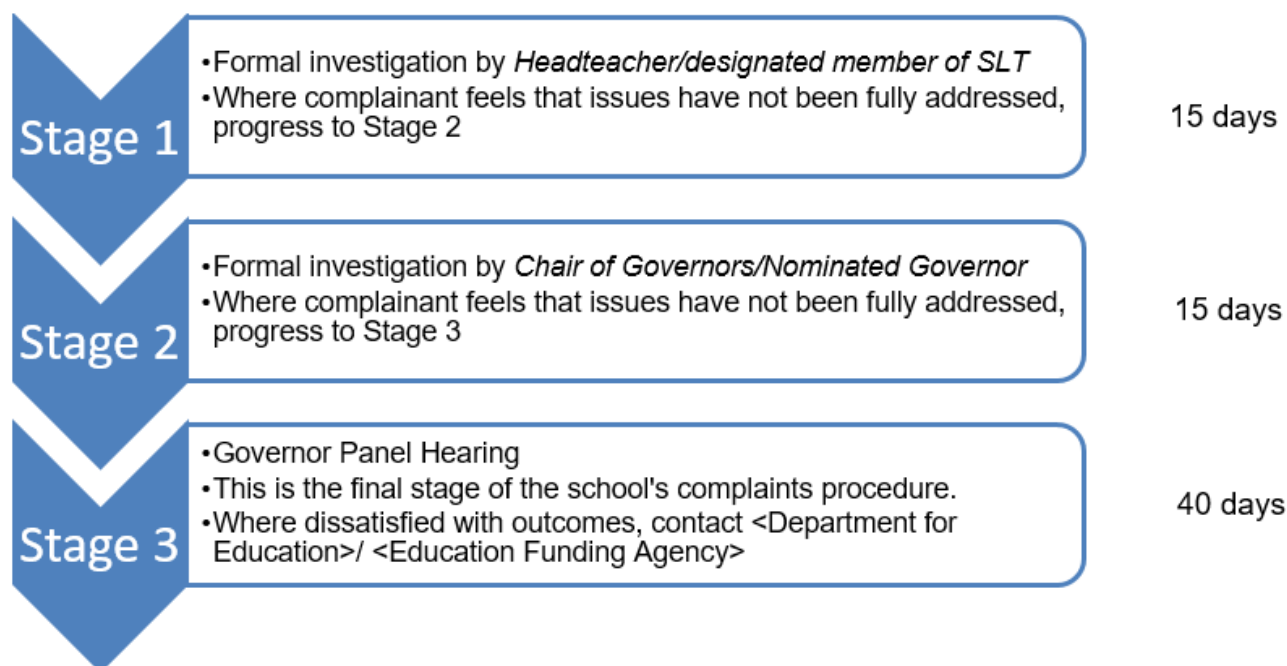 Stage 1
•Formal investigation by Headteacher/designated member of SLT
•Where complainant feels that issues have not been fully addressed,
progress to Stage 2
15 days
Stage 2
•Formal investigation by Chair of Governors/Nominated Governor
•Where complainant feels that issues have not been fully addressed,
progress to Stage 3
15 days
Stage 3
•Governor Panel Hearing
•This is the final stage of the school's complaints procedure.
•Where dissatisfied with outcomes, contact <Department for
Education>/ <Education Funding Agency>
40 days